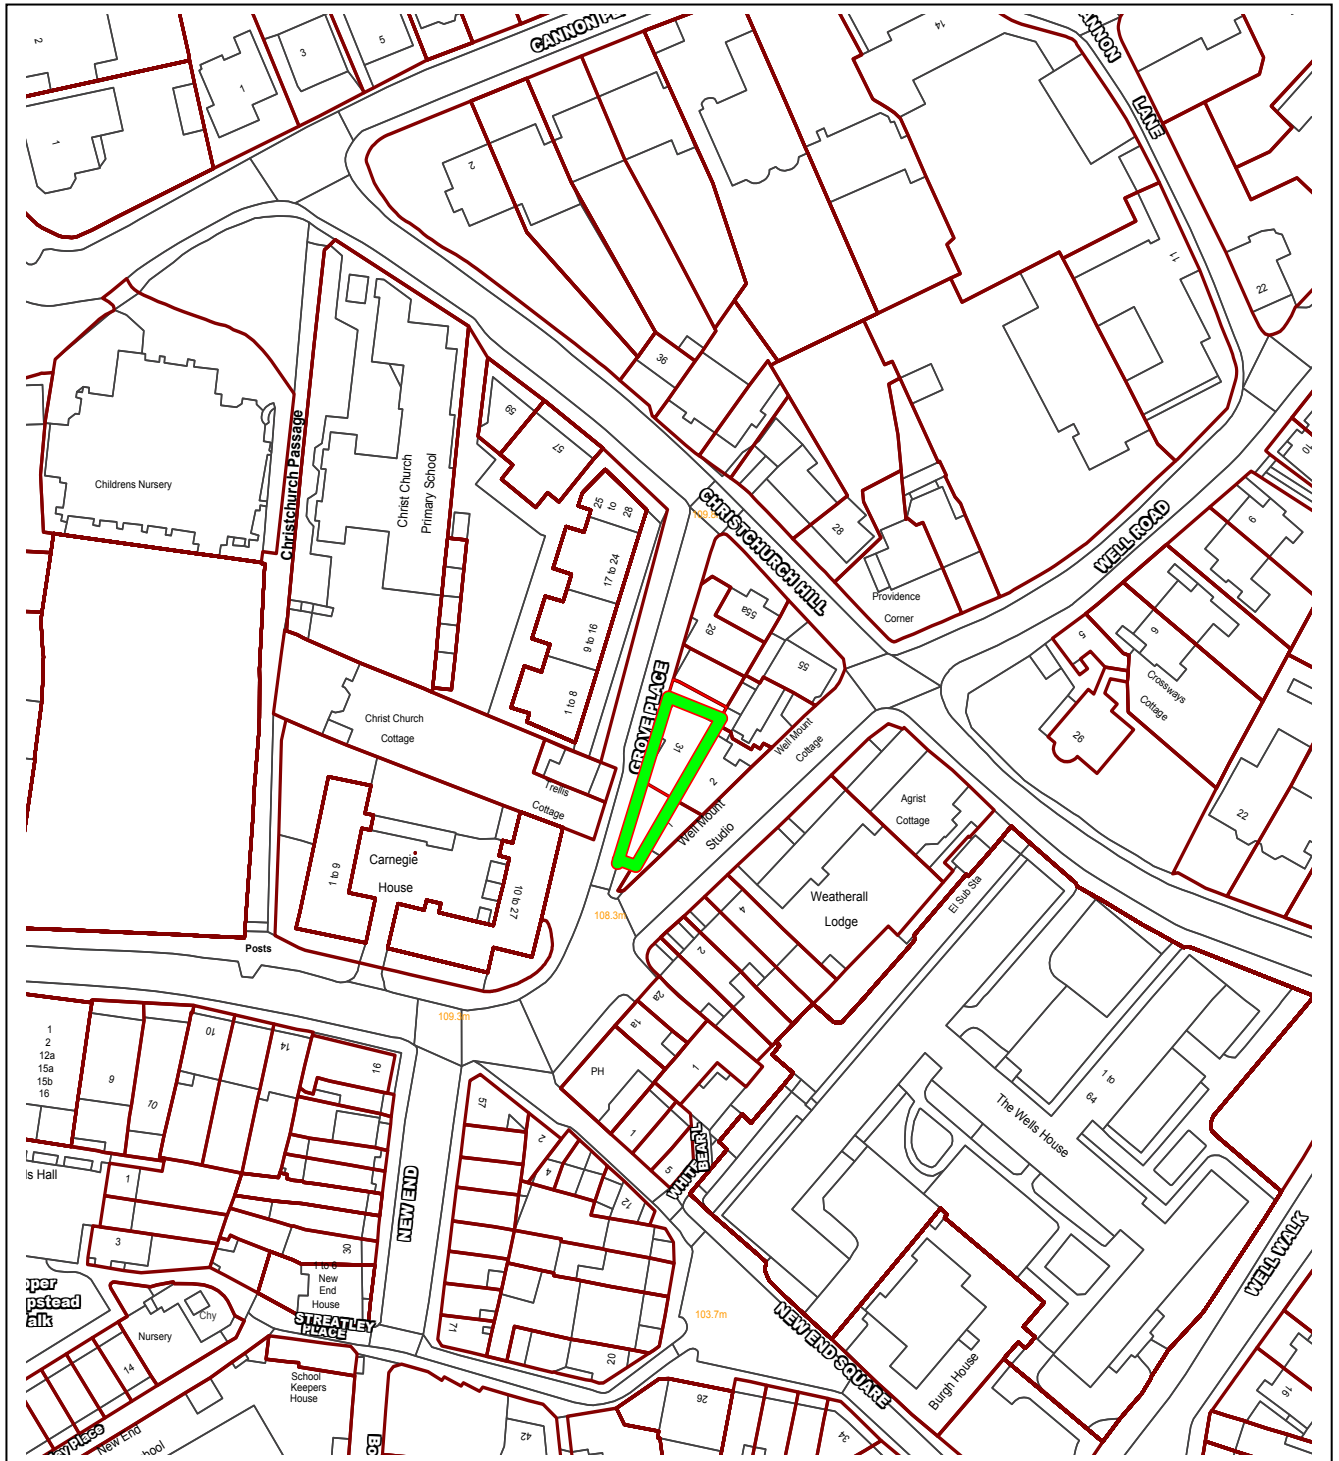 CANNON
CANNON
LANE
2
3
5
1
1
2
14
11
22
36
59
57
Christchurch Passage
Childrens Nursery
Christ Church
Primary School
25
to
28
17 to 24
9 to 16
1 to 8
CHRISTCHURCH HILL
28
Providence
Corner
WELL ROAD
10
9
6
5
Crossways
Cottage
26
22
55a
29
55
GROVE PLACE
31
2
Well Mount
Cottage
Well Mount
Studio
Christ Church
Cottage
Trellis
Cottage
Carnegie
House
1 to 9
10 to 27
Agrist
Cottage
Weatherall
Lodge
El Sub Sta
108.3m
Posts
109.3m
4
2
2a
1a
1
PH
1
5
WHITE
BEAR
1
2
12a
15a
15b
16
9
10
10
14
16
57
2
4
12
The Wells House
1 to
64
ls Hall
1
3
NEW END
30
1 to 6
New
End
House
71
20
103.7m
NEW END SQUARE
WELL WALK
Burgh House
16
Nursery
Chy
14
STREATLEY
PLACE
School
Keepers
House
New End
26
42
34